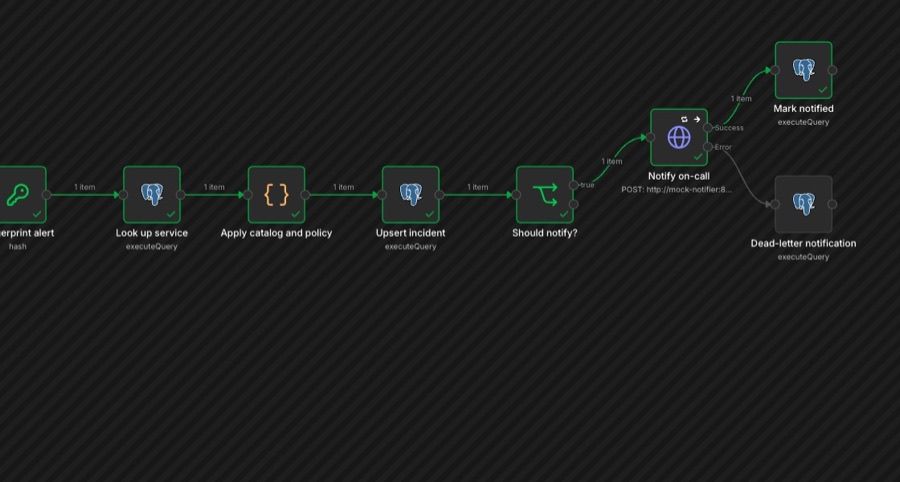 1 item
Mark notified
executeQuery
Success
Error
1 item
Notify on-call
POST: http://mock-notifier:8...
1 item
1 item
1 item
1 item
true
erprint alert
hash
Look up service
executeQuery
{}
Apply catalog and policy
Upsert incident
executeQuery
Should notify?
Dead-letter notification
executeQuery